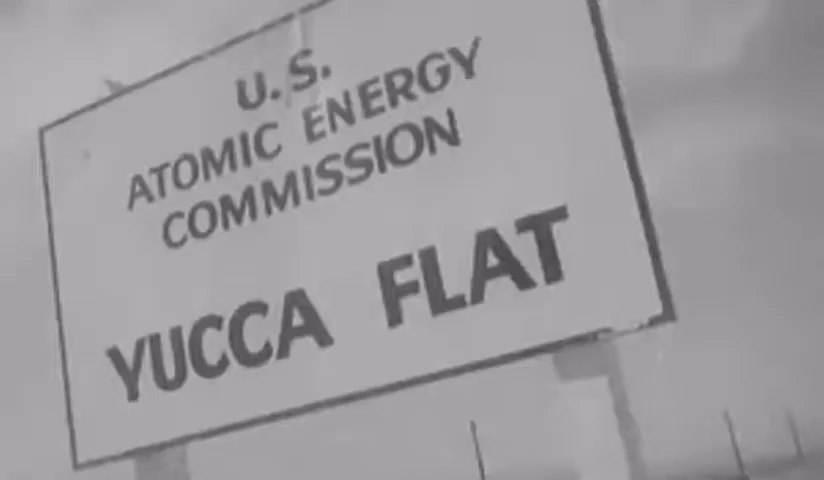 U.S.
ATOMIC ENERGY
COMMISSION
YUCCA FLAT